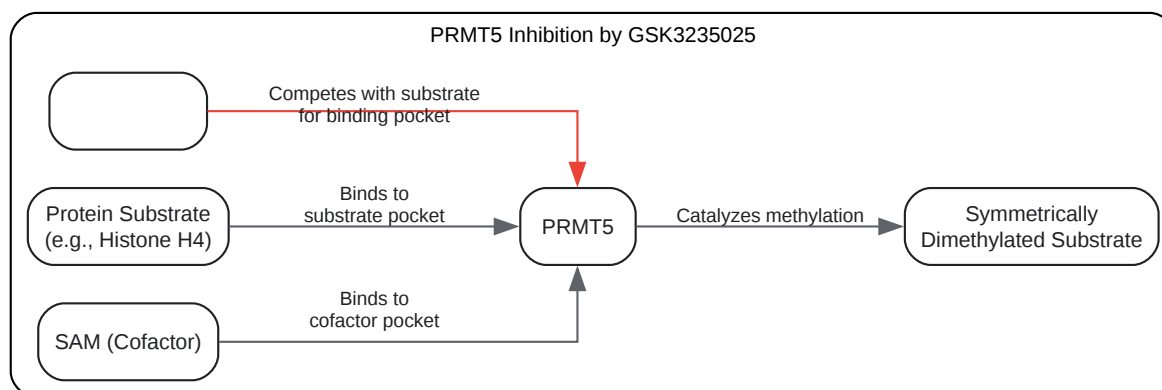 PRMT5 Inhibition by GSK3235025
Competes with substrate
for binding pocket
Protein Substrate
(e.g., Histone H4)
Binds to
substrate pocket
PRMT5
Catalyzes methylation
Symmetrically
Dimethylated Substrate
SAM (Cofactor)
Binds to
cofactor pocket